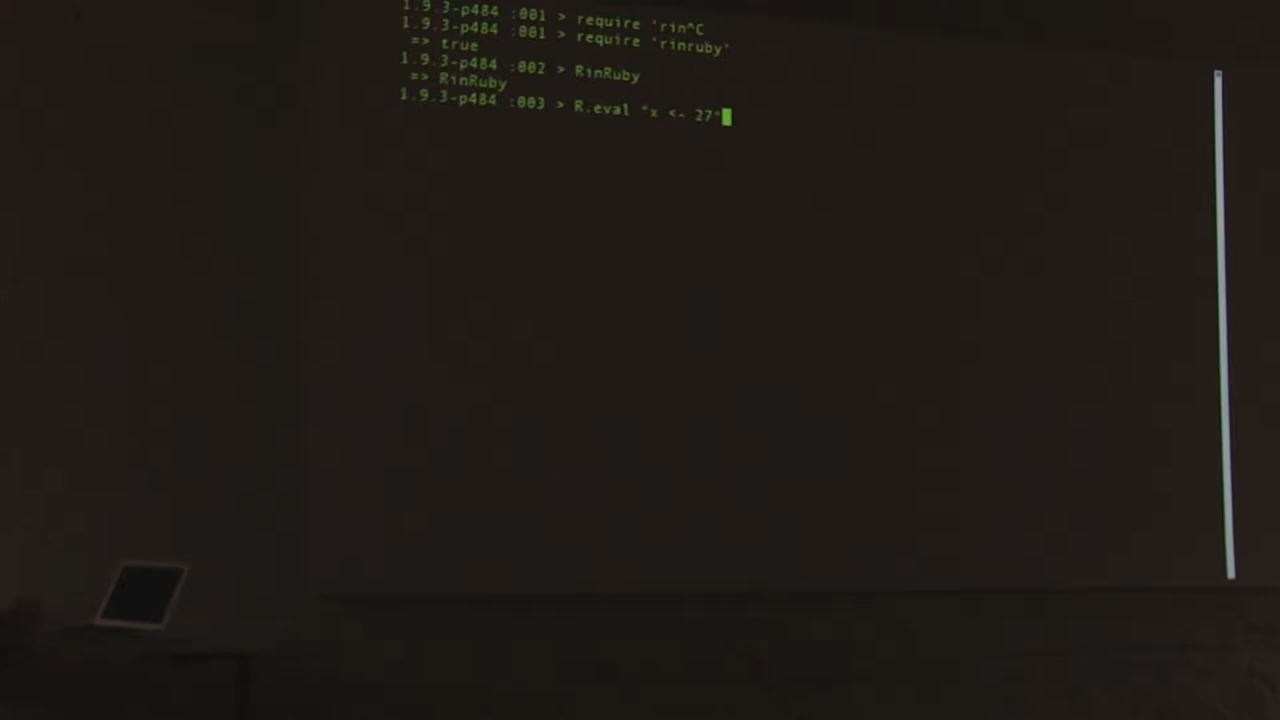 1.9.3-p484 :001 > require 'rin^C
1.9.3-p484 :001 > require 'rinruby'
=> true
1.9.3-p484 :002 > RinRuby
=> RinRuby
1.9.3-p484 :003 > R.eval "x <- 27"